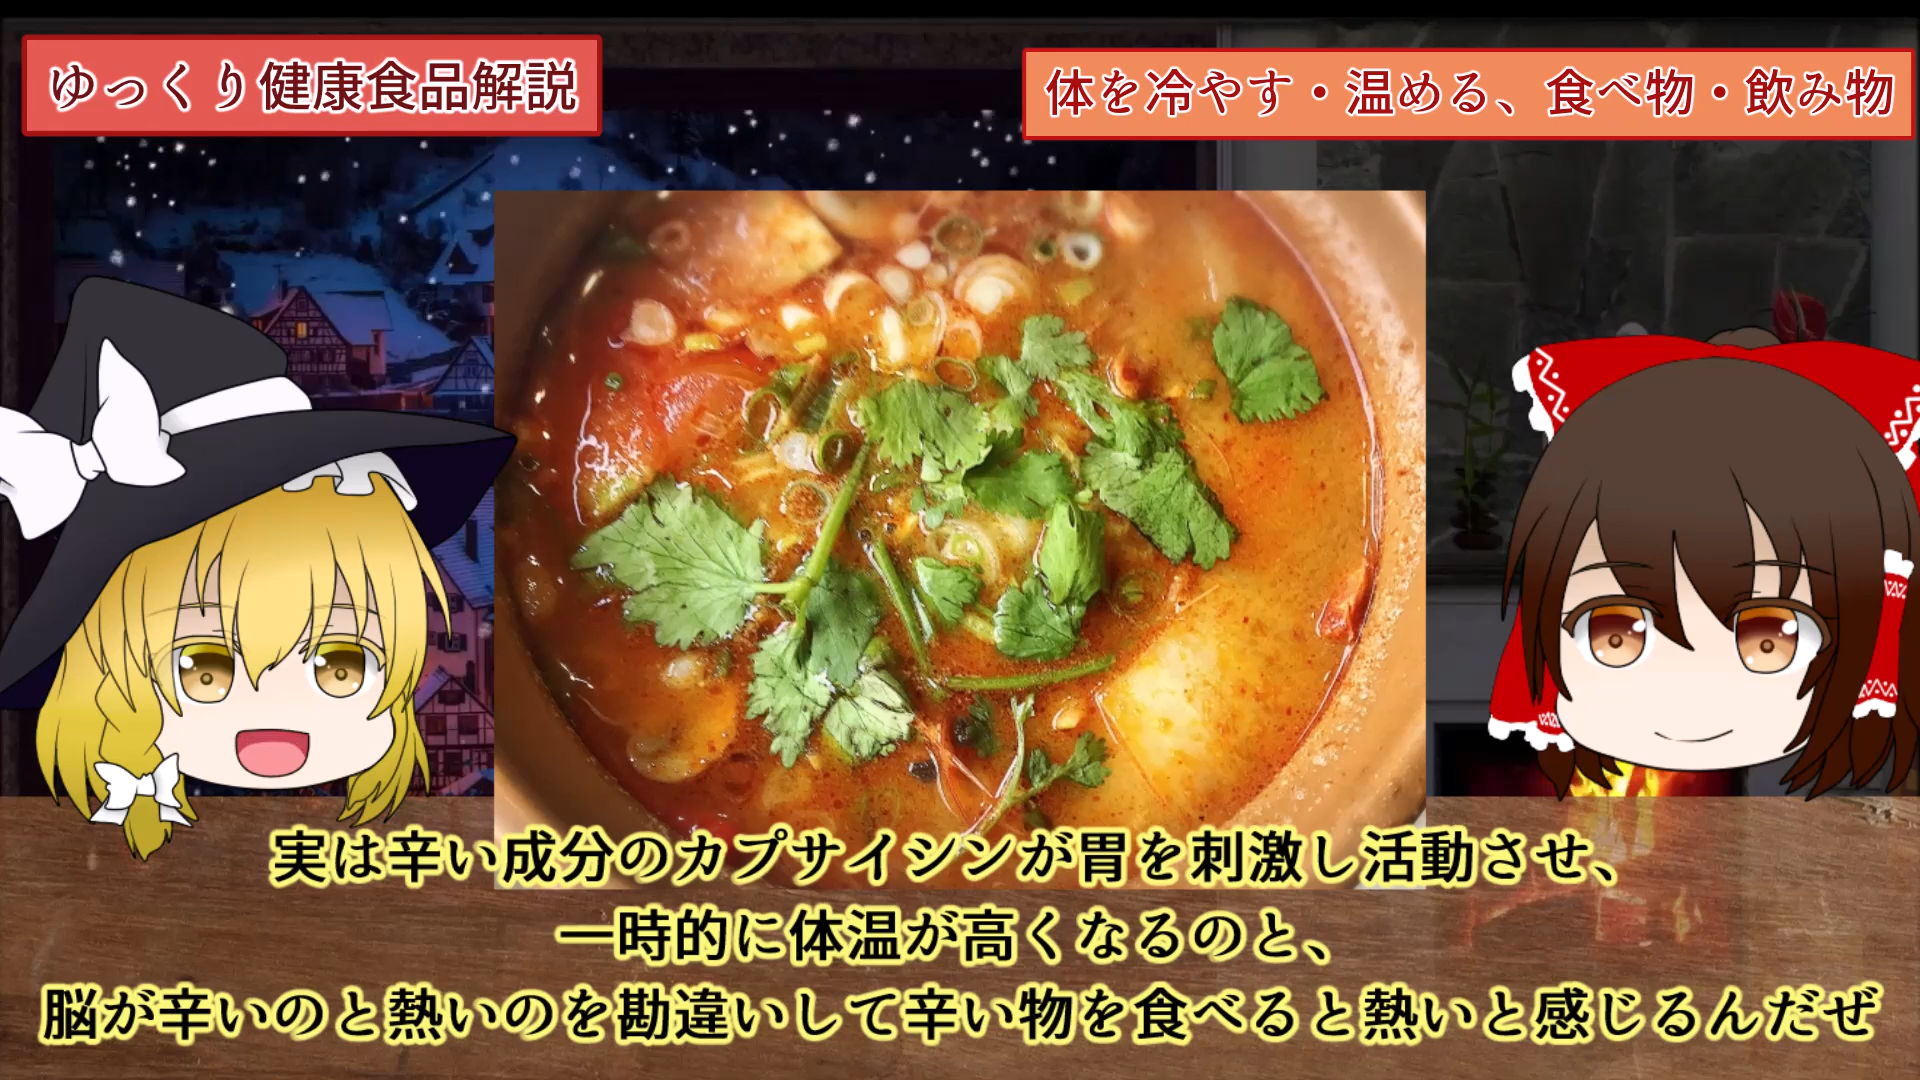 ゆっくり健康食品解説
体を冷やす・温める、食べ物・飲み物
実は辛い成分のカプサイシンが胃を刺激し活動させ、
一時的に体温が高くなるのと、
脳が辛いのと熱いのを勘違いして辛い物を食べると熱いと感じるんだぜ